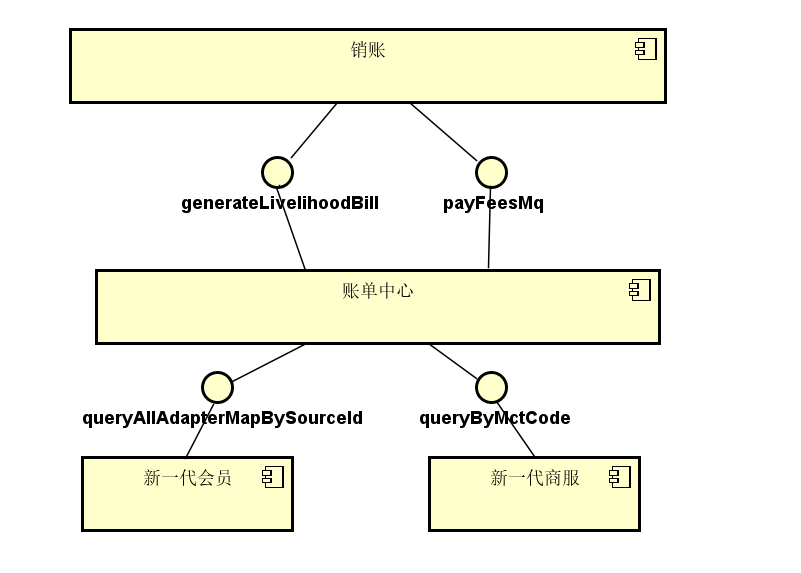 销账
generateLivelihoodBill
payFeesMq
账单中心
queryAllAdapterMapBySourceId
queryByMctCode
新一代会员
新一代商服